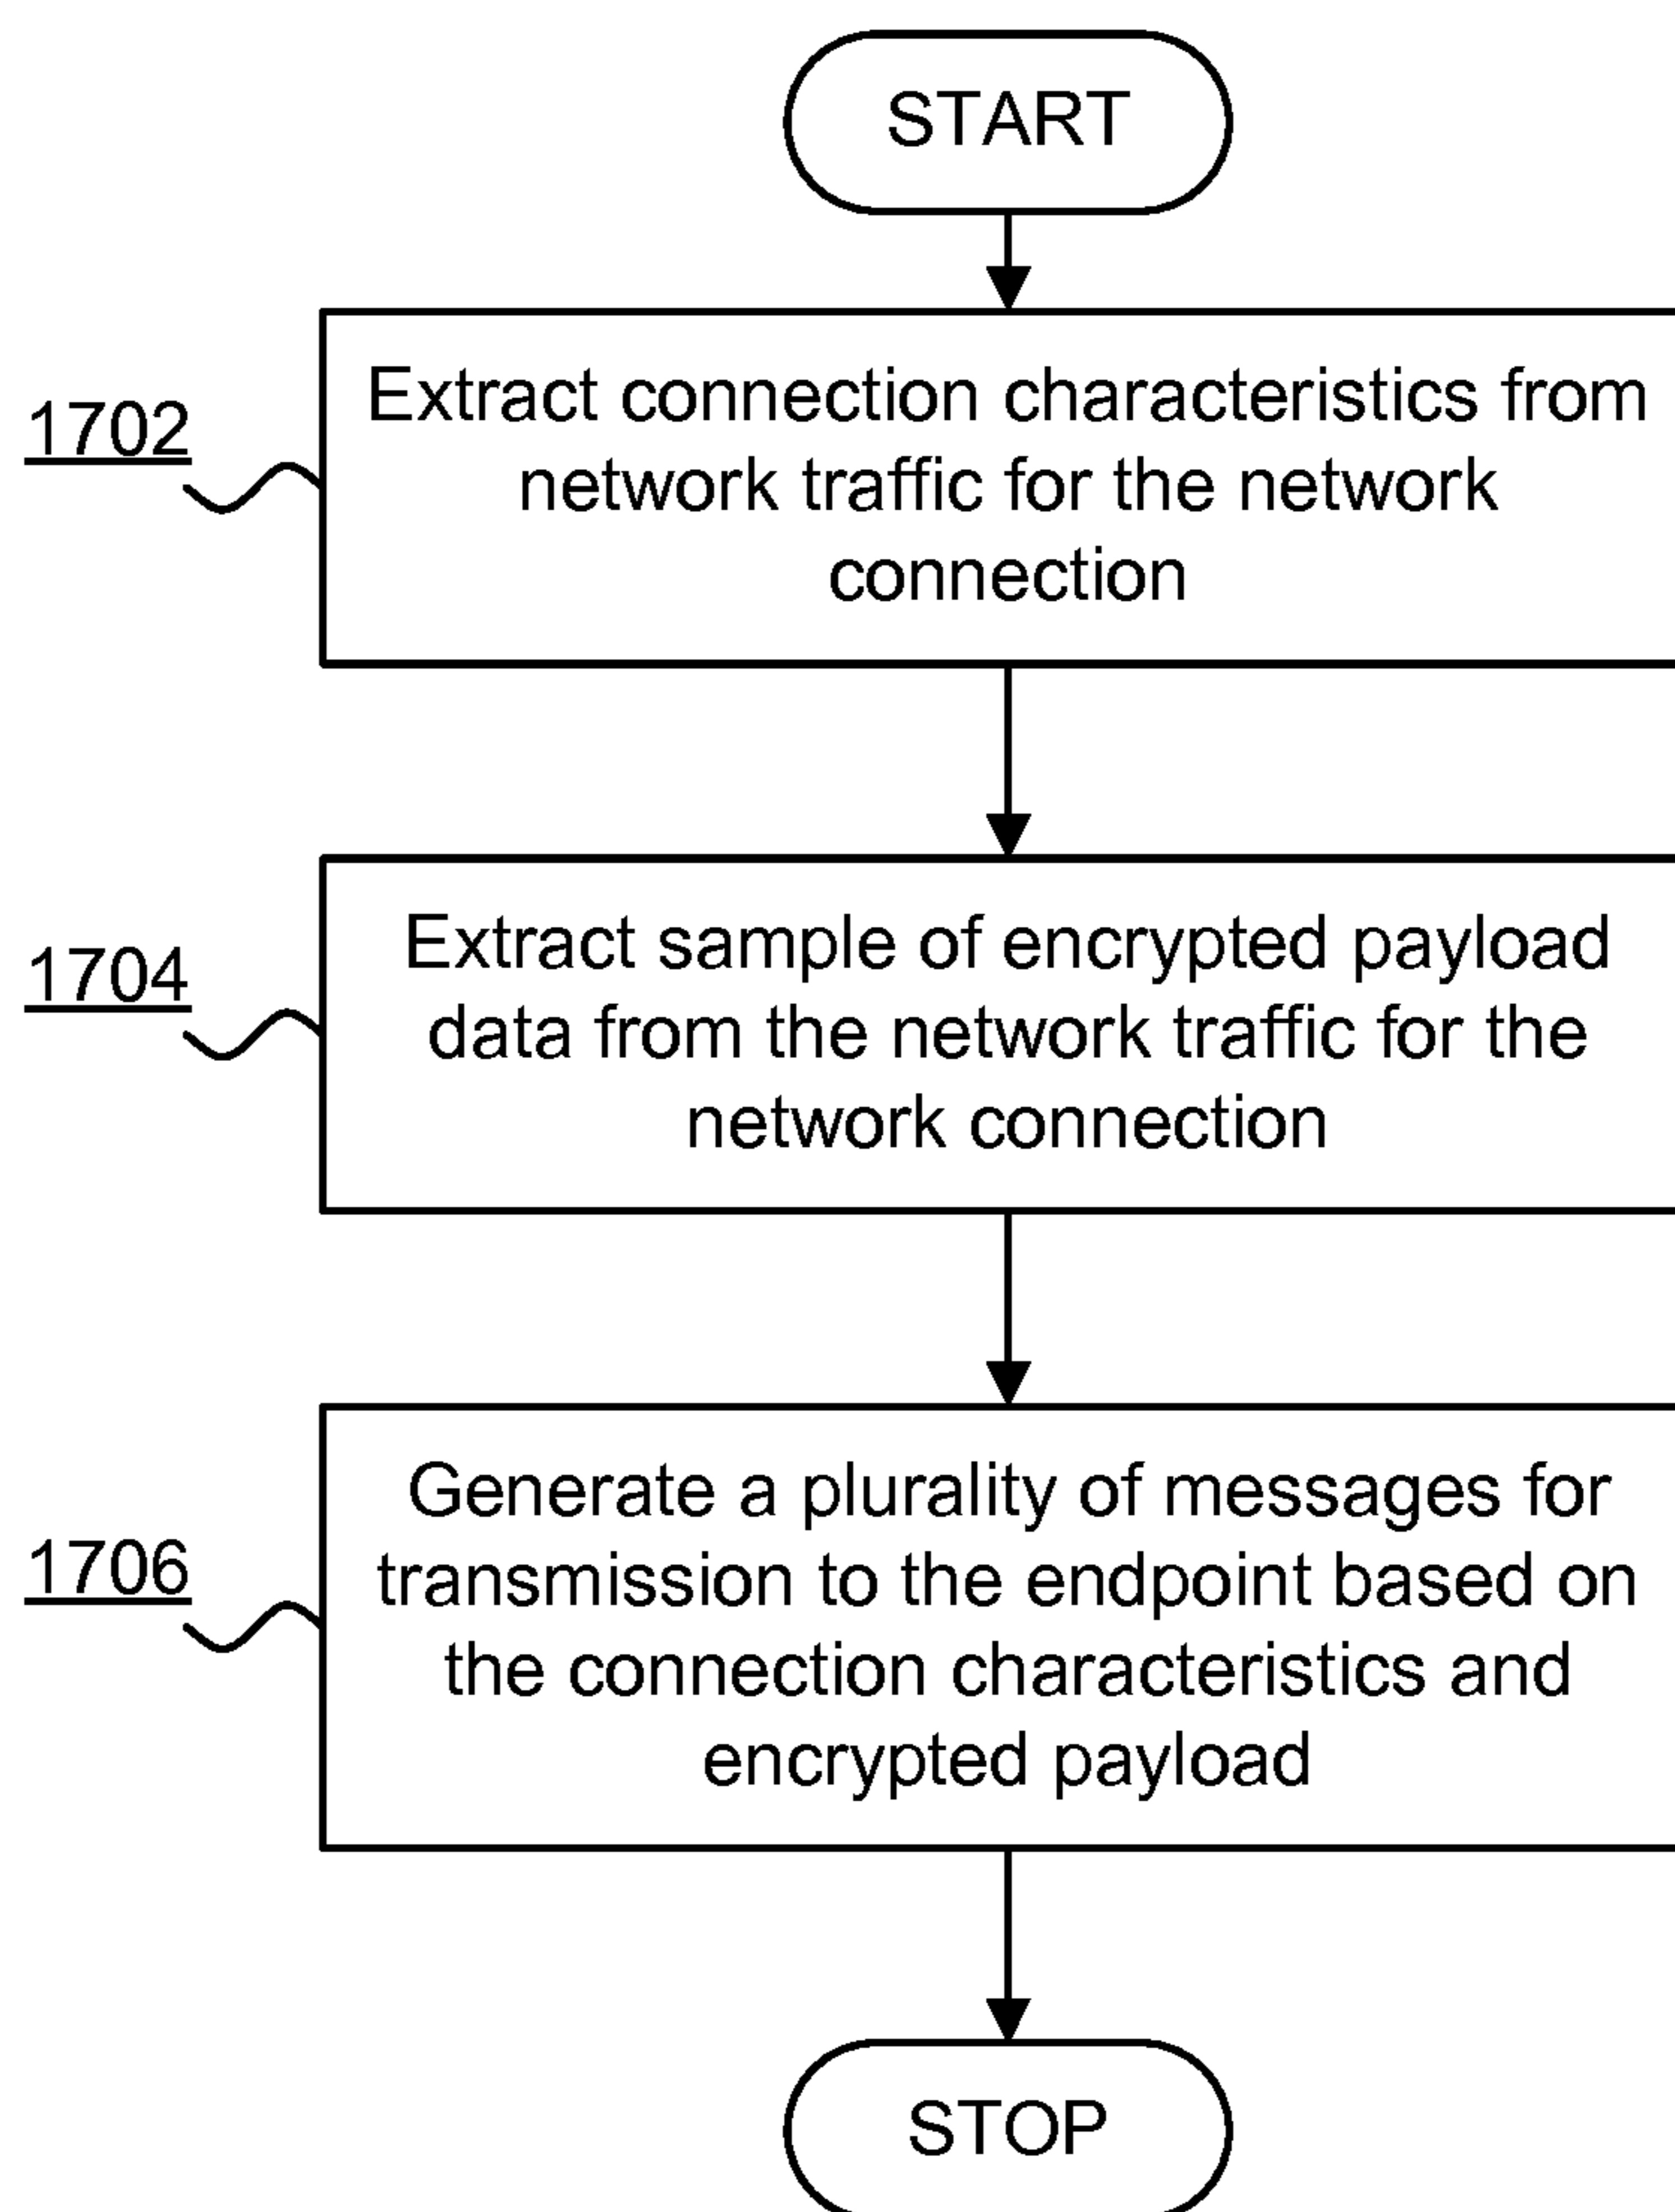 START
1702
Extract connection characteristics from
network traffic for the network
connection
1704
Extract sample of encrypted payload
data from the network traffic for the
network connection
1706
Generate a plurality of messages for
transmission to the endpoint based on
the connection characteristics and
encrypted payload
STOP